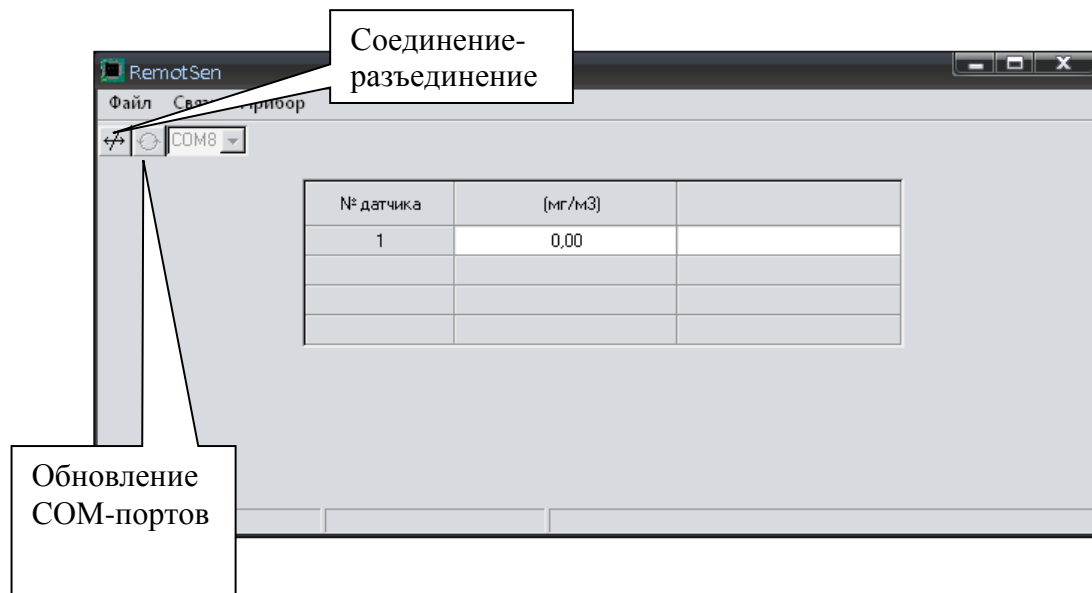 Соединение-
разъединение
RemotSen
Файл Прибор
COM8
№ датчика (мг/м3)
1 0,00
Обновление
COM-портов